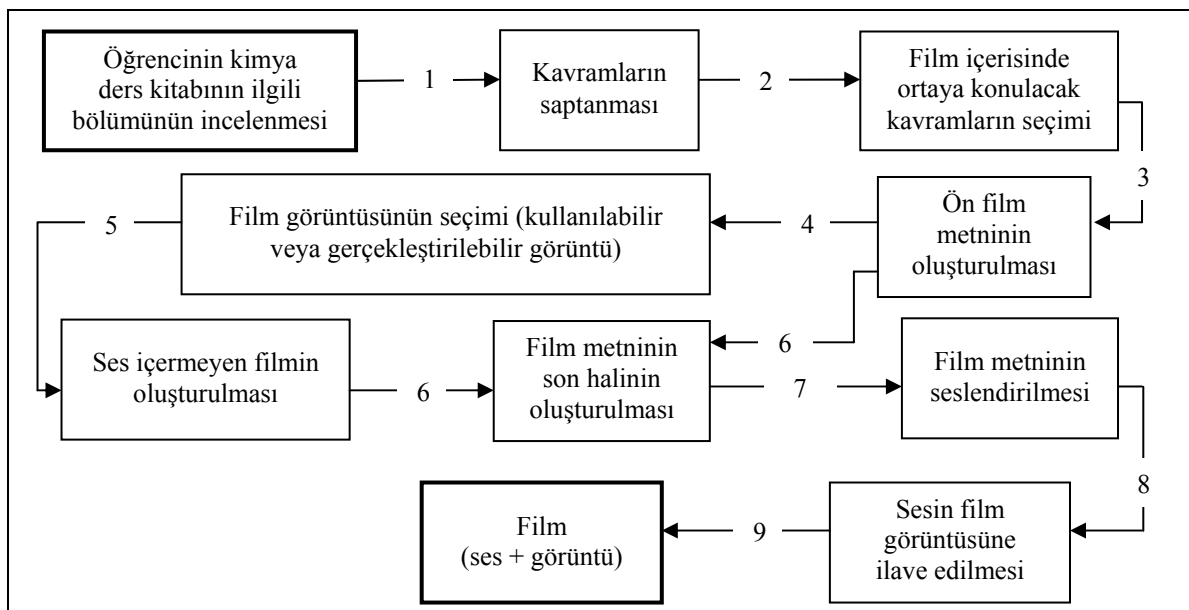 Öğrencinin kimya
ders kitabının ilgili
bölümünün incelenmesi
1
Kavramların
saptanması
2
Film içerisinde
ortaya konulacak
kavramların seçimi
3
Ön film
metninin
oluşturulması
4
Film görüntüsünün seçimi (kullanılabilir
veya gerçekleştirilebilir görüntü)
5
Ses içermeyen filmin
oluşturulması
6
6
Film metninin
son halinin
oluşturulması
7
Film metninin
seslendirilmesi
8
Sesin film
görüntüsüne
ilave edilmesi
9
Film
(ses + görüntü)